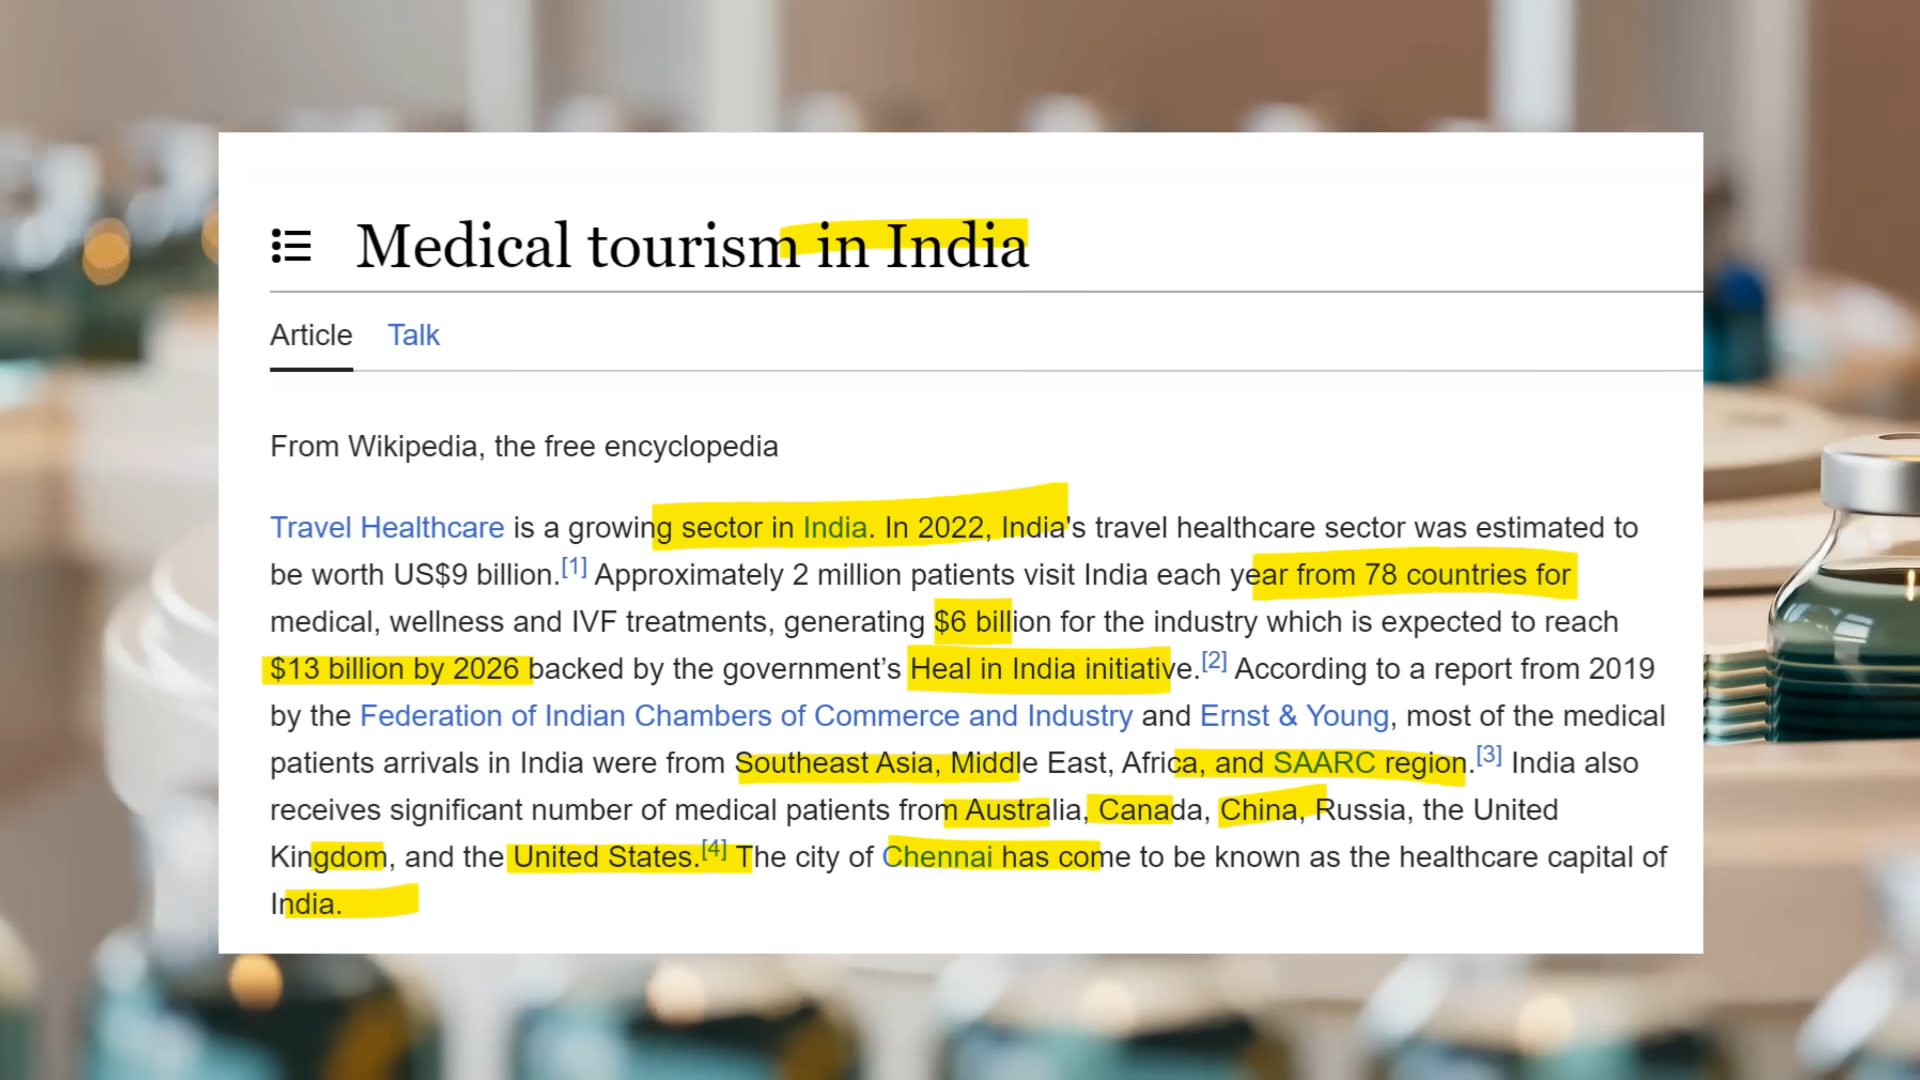 Medical tourism in India
Article Talk
From Wikipedia, the free encyclopedia
Travel Healthcare is a growing sector in India. In 2022, India's travel healthcare sector was estimated to
be worth US$9 billion.[1] Approximately 2 million patients visit India each year from 78 countries for
medical, wellness and IVF treatments, generating $6 billion for the industry which is expected to reach
$13 billion by 2026 backed by the government’s Heal in India initiative.[2] According to a report from 2019
by the Federation of Indian Chambers of Commerce and Industry and Ernst & Young, most of the medical
patients arrivals in India were from Southeast Asia, Middle East, Africa, and SAARC region.[3] India also
receives significant number of medical patients from Australia, Canada, China, Russia, the United
Kingdom, and the United States.[4] The city of Chennai has come to be known as the healthcare capital of
India.